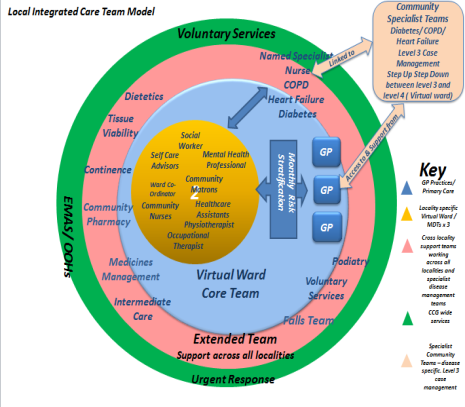 Local Integrated Care Team Model
Community
Specialist Teams
Diabetes/ COPD/
Heart Failure
Level 3 Case
Management
Step Up Step Down
between level 3 and
level 4 ( Virtual ward)
Linked to
Access to & Support from
Voluntary Services
Named Specialist
Nurse
COPD
Heart Failure
Diabetes
Dietetics
Tissue
Viability
Continence
Community
Pharmacy
Medicines
Management
Intermediate
Care
EMAS/ OOHs
Social
Worker
Self Care
Advisors
Mental Health
Professional
Ward Co-
Ordinator
Community
Matrons
Community
Nurses
Healthcare
Assistants
Physiotherapist
Occupational
Therapist
2
Monthly Risk
Stratification
GP
GP
GP
Virtual Ward
Core Team
Podiatry
Voluntary
Services
Falls Team
Extended Team
Support across all localities
Urgent Response
Key
GP Practices/
Primary Care
Locality specific
Virtual Ward /
MDTs x 3
Cross locality
support teams
working
across all
localities and
specialist
disease
management
teams
CCG wide
services
Specialist
Community
Teams – disease
specific. Level 3
case
management